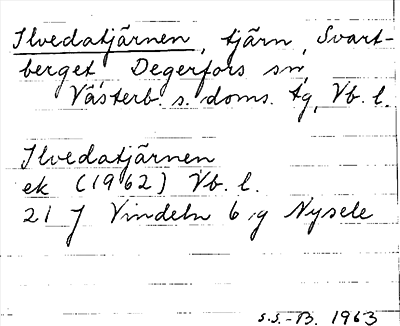 Ilvedatjärnen, tjärn, Svart-
berget, Degerfors sn,
Västerb. s. doms. tg, Vb. l.
Ilvedatjärnen
ek (1962) Vb. l.
21 J Vindeln 6 g Nysele
S.S.-B. 1963